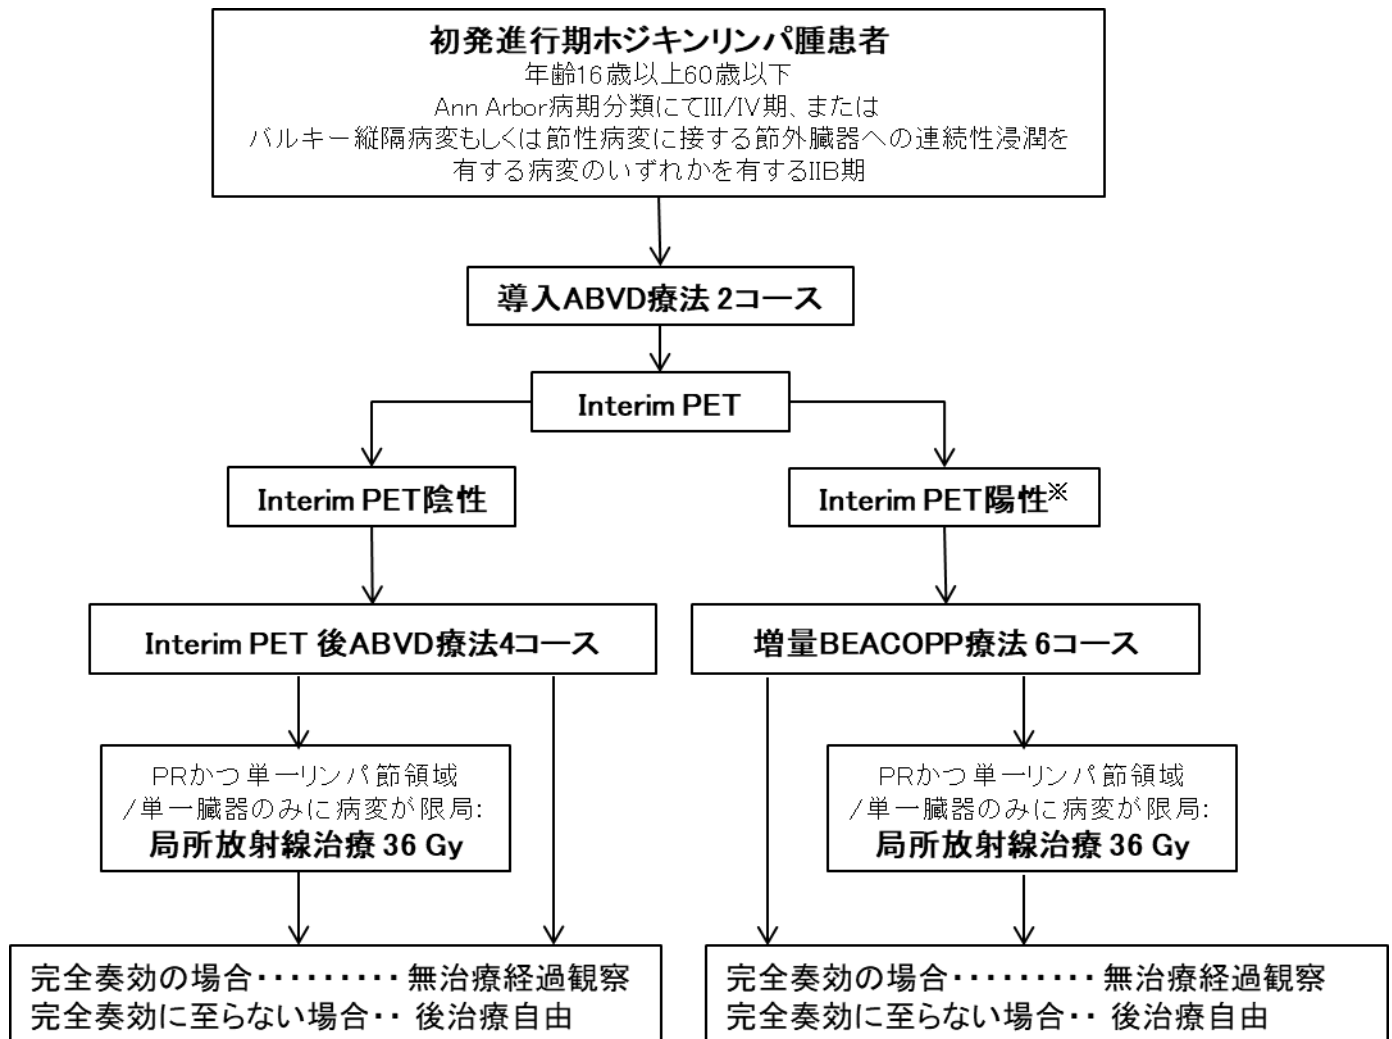 初発進行期ホジキンリンパ腫患者
年齢16歳以上60歳以下
Ann Arbor病期分類にてIII/IV期、または
バルキー縦隔病変もしくは節性病変に接する節外臓器への連続性浸潤を
有する病変のいずれかを有するIIB期
導入ABVD療法 2コース
Interim PET
Interim PET陰性
Interim PET陽性※
Interim PET 後ABVD療法4コース
増量BEACOPP療法 6コース
PRかつ単一リンパ節領域
/単一臓器のみに病変が限局:
局所放射線治療 36 Gy
PRかつ単一リンパ節領域
/単一臓器のみに病変が限局:
局所放射線治療 36 Gy
完全奏効の場合・・・・・・・・・ 無治療経過観察
完全奏効に至らない場合・・ 後治療自由
完全奏効の場合・・・・・・・・・ 無治療経過観察
完全奏効に至らない場合・・ 後治療自由